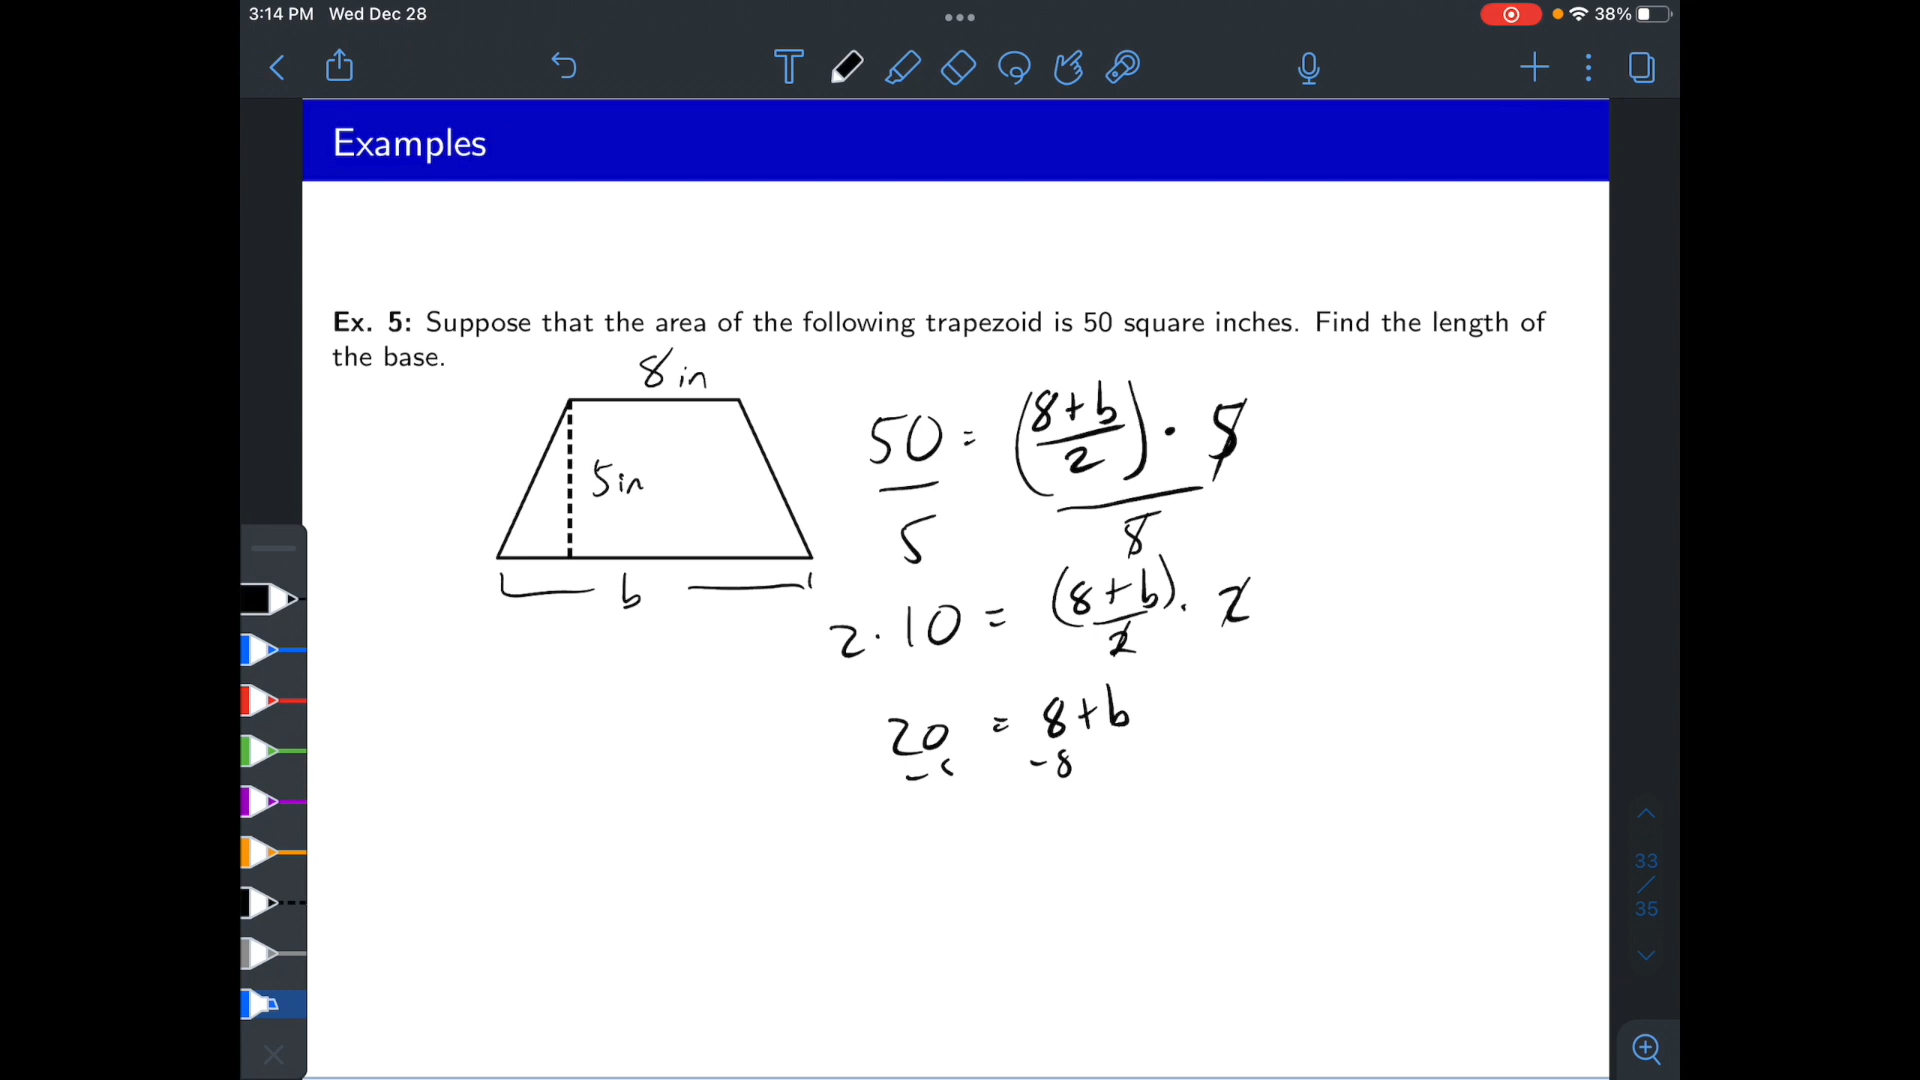 3:14 PM Wed Dec 28
38%
T
Examples
Ex. 5: Suppose that the area of the following trapezoid is 50 square inches. Find the length of
the base.
8 in
5 in
b
50 = (8+b / 2) · 5
5 5
2 · 10 = (8+b) / 2 · 2
20 = 8+b
- -8
33
/
35